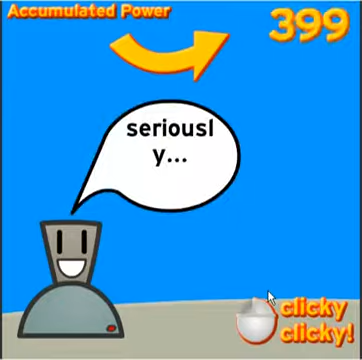 Accumulated Power
399
seriousl
y...
clicky
clicky!